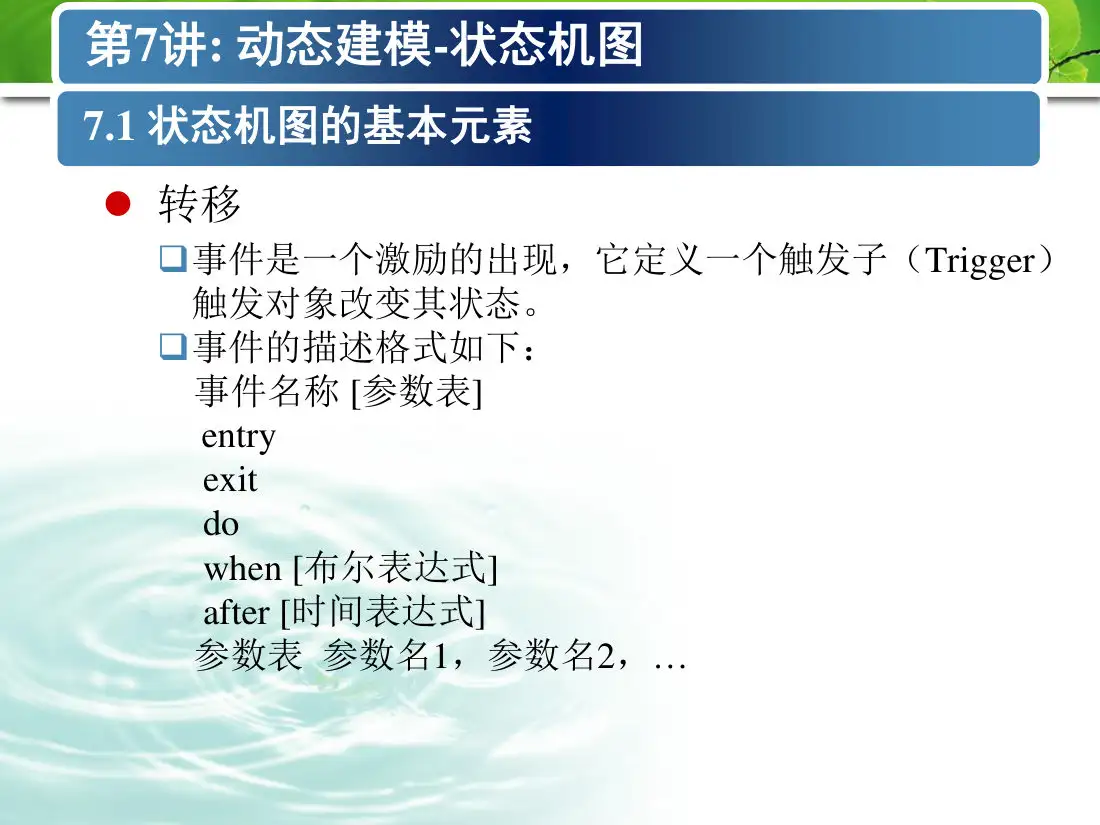 第7讲: 动态建模-状态机图
7.1 状态机图的基本元素
转移
事件是一个激励的出现，它定义一个触发子（Trigger）
触发对象改变其状态。
事件的描述格式如下：
事件名称 [参数表]
entry
exit
do
when [布尔表达式]
after [时间表达式]
参数表 参数名1，参数名2，…